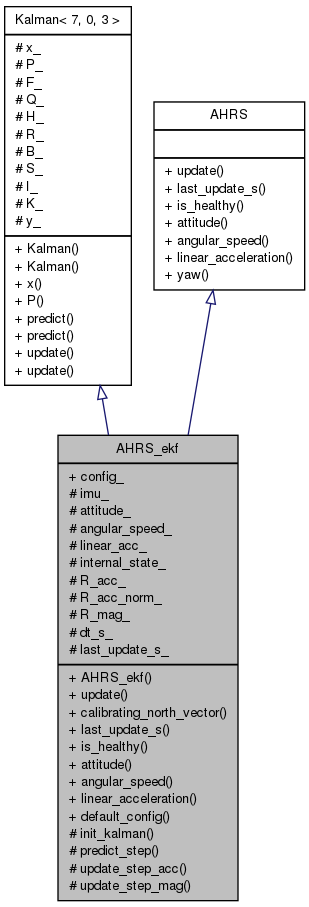 Kalman< 7, 0, 3 >
# x_
# P_
# F_
# Q_
# H_
# R_
# B_
# S_
# I_
# K_
# y_
+ Kalman()
+ Kalman()
+ x()
+ P()
+ predict()
+ predict()
+ update()
+ update()
AHRS
+ update()
+ last_update_s()
+ is_healthy()
+ attitude()
+ angular_speed()
+ linear_acceleration()
+ yaw()
AHRS_ekf
+ config_
# imu_
# attitude_
# angular_speed_
# linear_acc_
# internal_state_
# R_acc_
# R_acc_norm_
# R_mag_
# dt_s_
# last_update_s_
+ AHRS_ekf()
+ update()
+ calibrating_north_vector()
+ last_update_s()
+ is_healthy()
+ attitude()
+ angular_speed()
+ linear_acceleration()
+ default_config()
# init_kalman()
# predict_step()
# update_step_acc()
# update_step_mag()